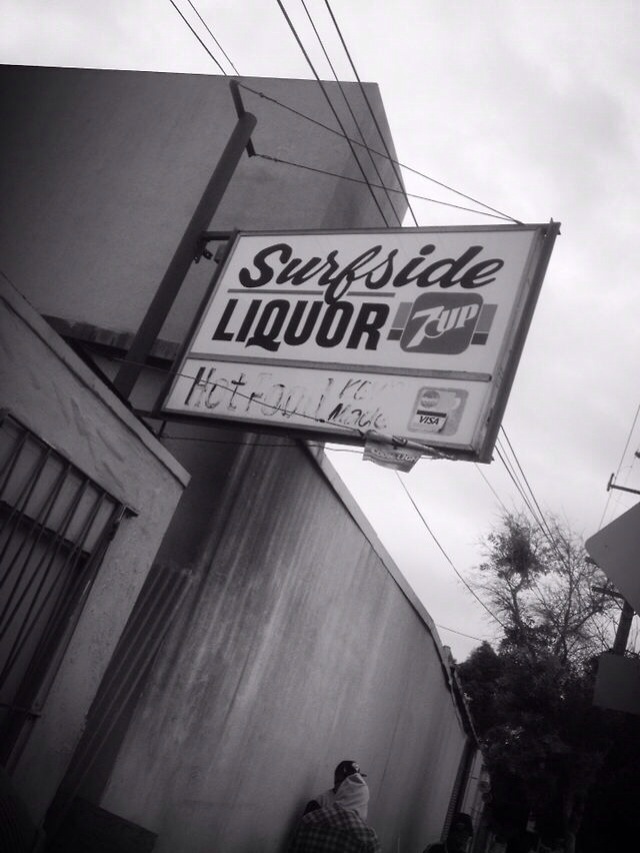 Surfside
LIQUOR 7UP
Hot Food
VISA